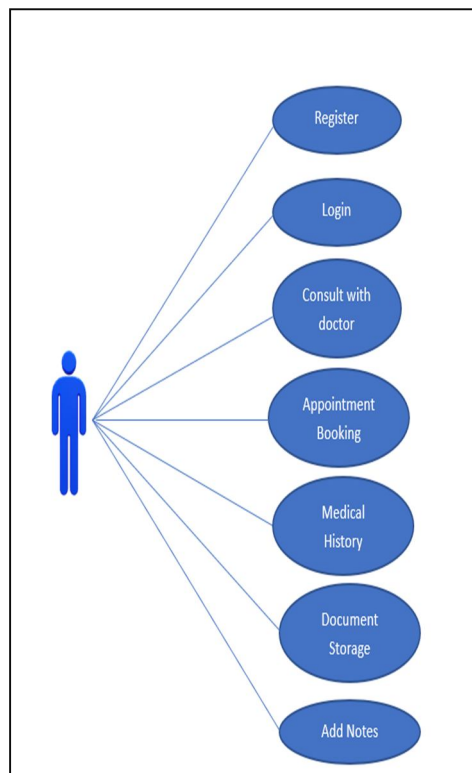 Register
Login
Consult with
doctor
Appointment
Booking
Medical
History
Document
Storage
Add Notes